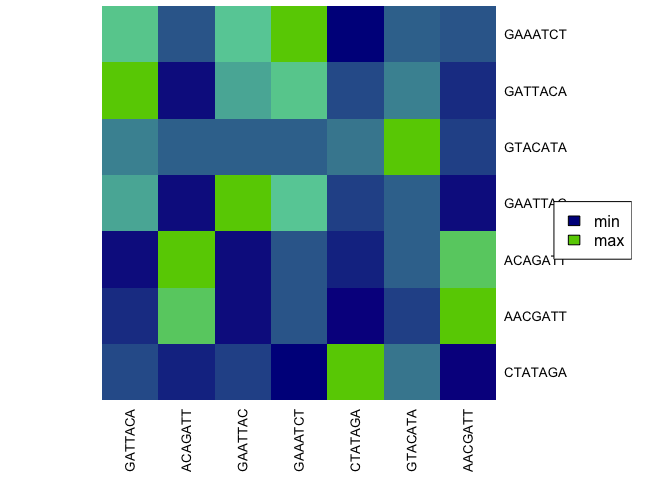 GAAATCT
GATTACA
GTACATA
GAATTAC
min
max
ACAGATT
AACGATT
CTATAGA
GATTACA
ACAGATT
GAATTAC
GAAATCT
CTATAGA
GTACATA
AACGATT